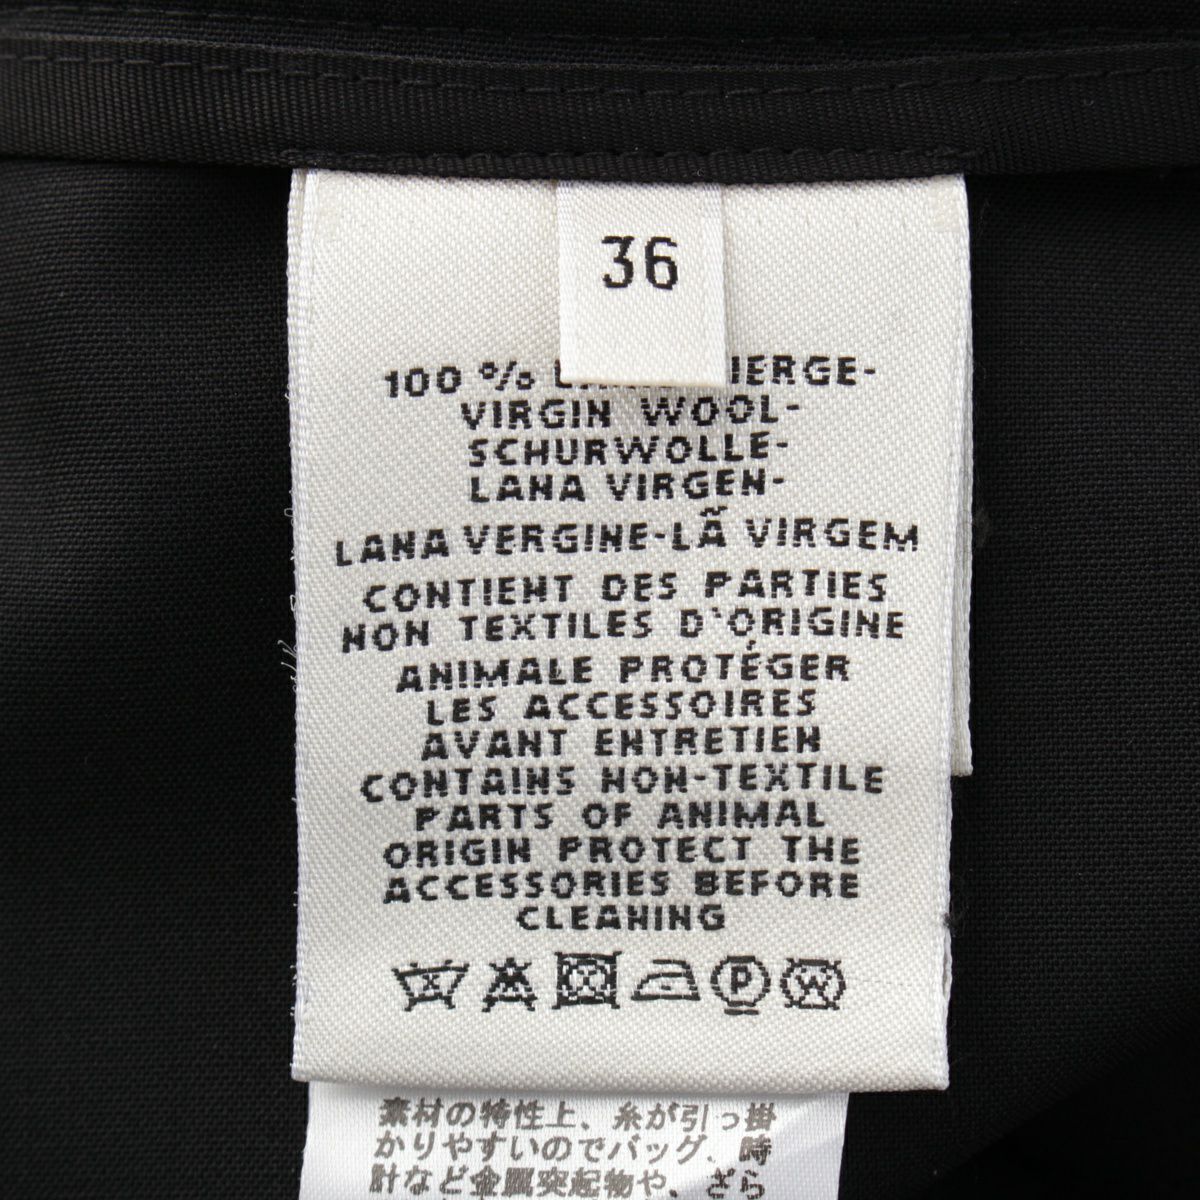 36
100 % IERGE-
VIRGIN WOOL-
SCHURWOLLE-
LANA VIRGEN-
LANA VERGINE-LÃ VIRGEM
CONTIENT DES PARTIES
NON TEXTILES D'ORIGINE
ANIMALE PROTÉGER
LES ACCESSOIRES
AVANT ENTRETIEN
CONTAINS NON-TEXTILE
PARTS OF ANIMAL
ORIGIN PROTECT THE
ACCESSORIES BEFORE
CLEANING
P W
素材の特性上、糸が引っ掛
かりやすいのでバッグ、時
計など金属突起物や、ざら